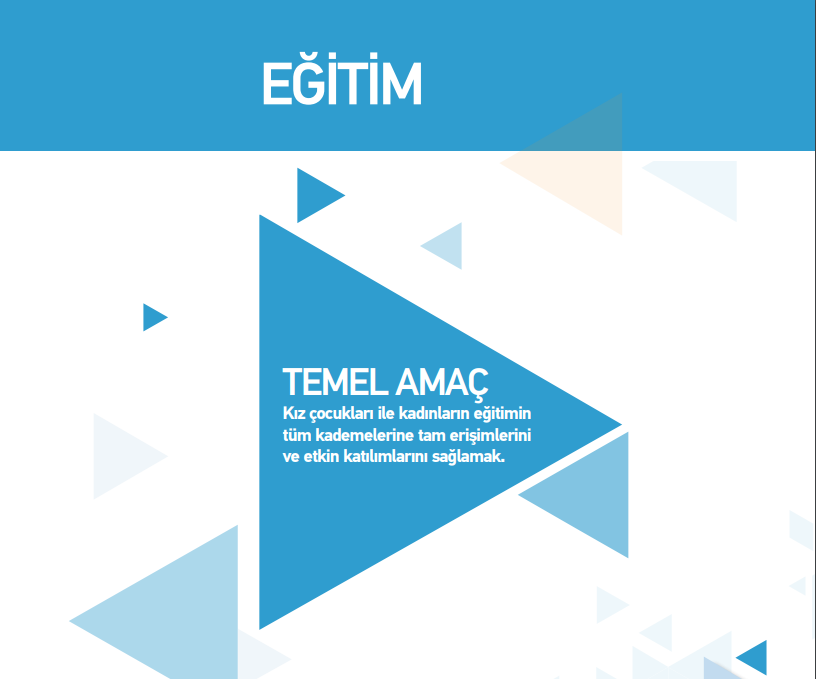 EĞİTİM
TEMEL AMAÇ
Kız çocukları ile kadınların eğitimin
tüm kademelerine tam erişimlerini
ve etkin katılımlarını sağlamak.